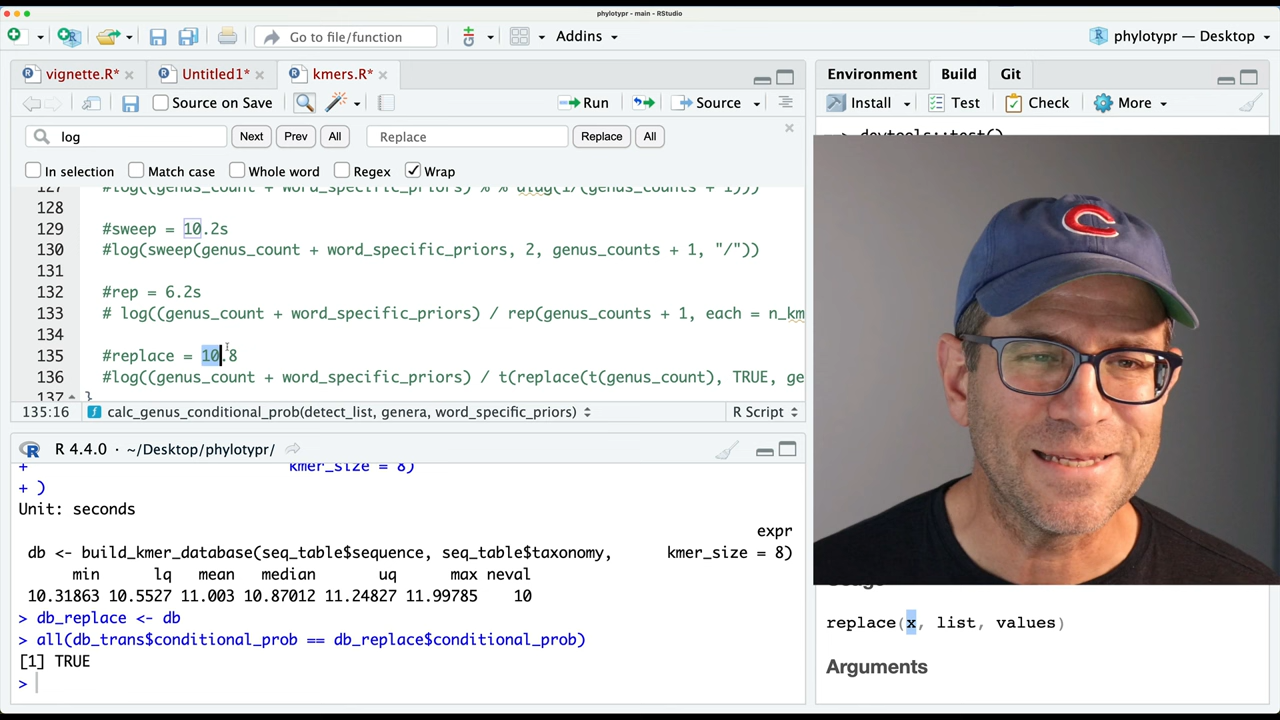 phylotypr - main - RStudio
Go to file/function
Addins
phylotypr — Desktop
vignette.R*
Untitled1*
kmers.R*
Source on Save
Run
Source
log
Next
Prev
All
Replace
Replace
All
In selection
Match case
Whole word
Regex
Wrap
127
128
129 #sweep = 10.2s
130 #log(sweep(genus_count + word_specific_priors, 2, genus_counts + 1, "/"))
131
132 #rep = 6.2s
133 # log((genus_count + word_specific_priors) / rep(genus_counts + 1, each = n_km
134
135 #replace = 10.8
136 #log((genus_count + word_specific_priors) / t(replace(t(genus_count), TRUE, ge
137 }
135:16
calc_genus_conditional_prob(detect_list, genera, word_specific_priors)
R Script
R 4.4.0 · ~/Desktop/phylotypr/
+ kmer_size = 8)
+ )
Unit: seconds
expr
db <- build_kmer_database(seq_table$sequence, seq_table$taxonomy, kmer_size = 8)
min lq mean median uq max neval
10.31863 10.5527 11.003 10.87012 11.24827 11.99785 10
> db_replace <- db
> all(db_trans$conditional_prob == db_replace$conditional_prob)
[1] TRUE
>
Environment
Build
Git
Install
Test
Check
More
==> devtools::test()
C
Usage
replace(x, list, values)
Arguments